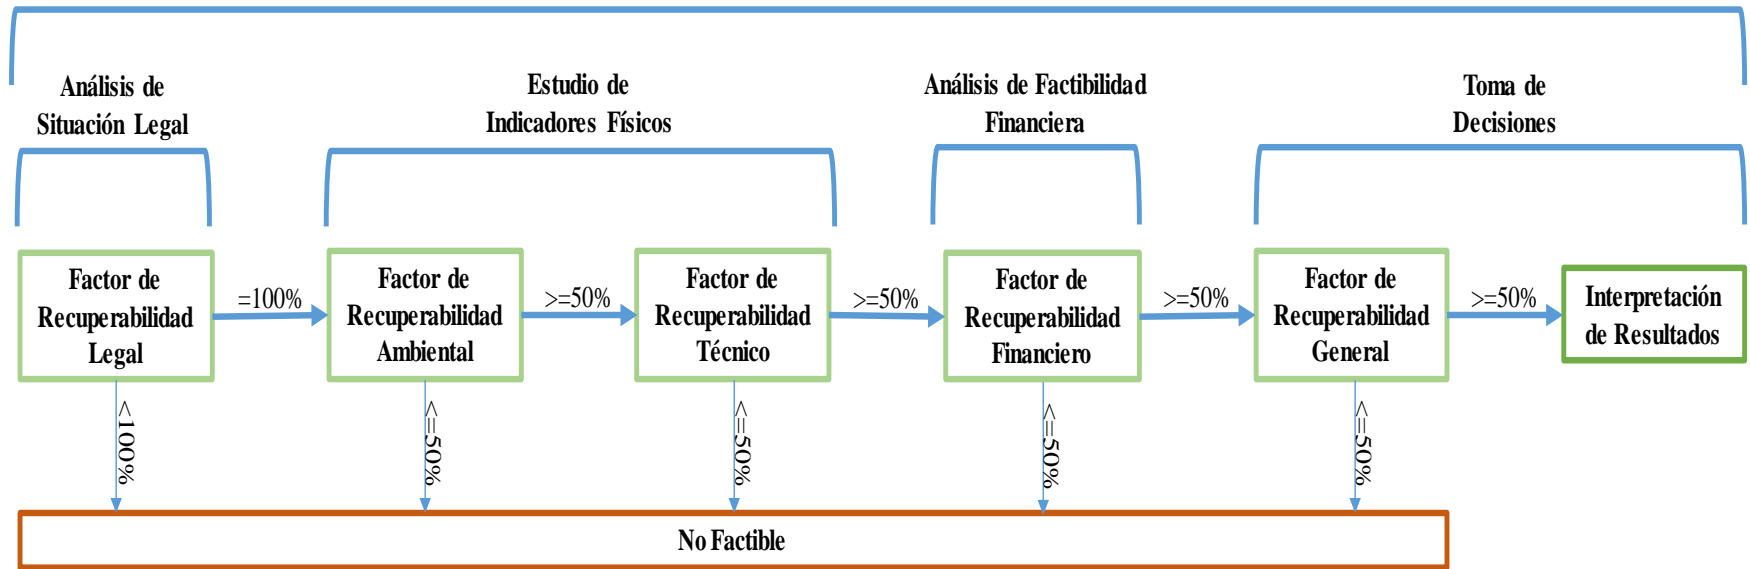 Análisis de
Situación Legal
Estudio de
Indicadores Físicos
Análisis de Factibilidad
Financiera
Toma de
Decisiones
Factor de
Recuperabilidad
Legal
=100%
Factor de
Recuperabilidad
Ambiental
>=50%
Factor de
Recuperabilidad
Técnico
>=50%
Factor de
Recuperabilidad
Financiero
>=50%
Factor de
Recuperabilidad
General
>=50%
Interpretación
de Resultados
<100%
<=50%
<=50%
<=50%
<=50%
No Factible